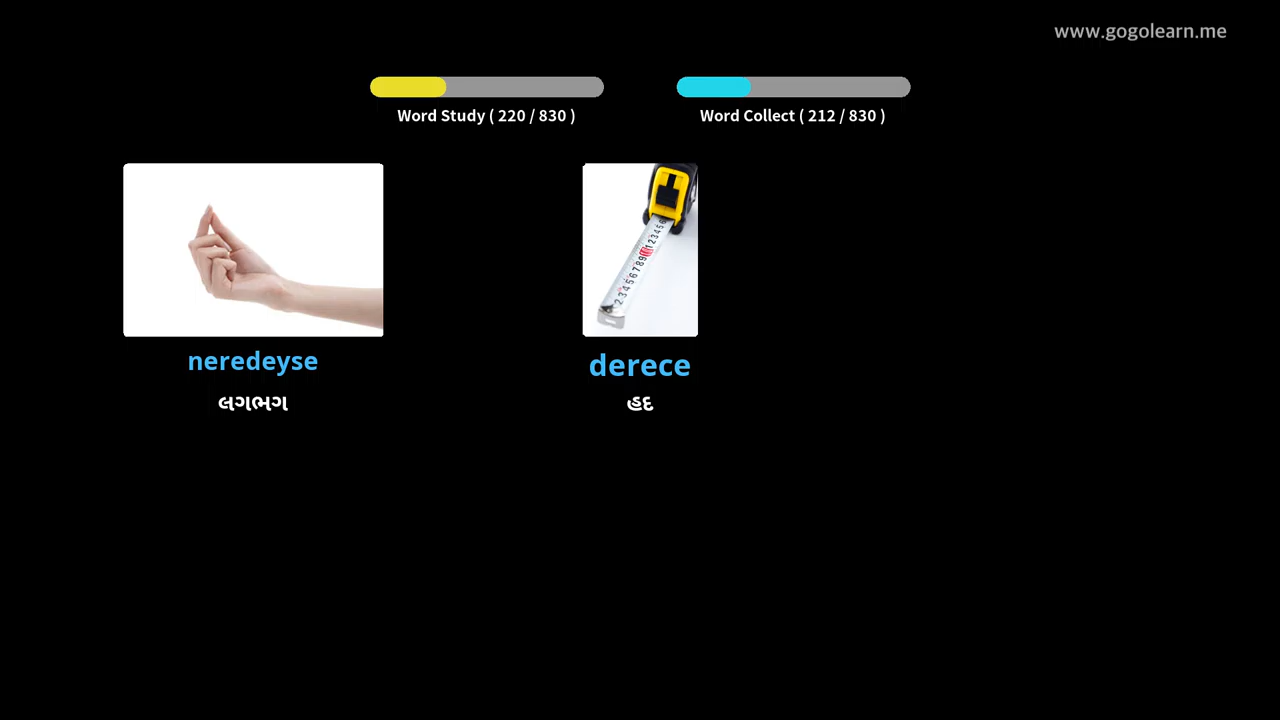 www.gogolearn.me
Word Study ( 220 / 830 )
Word Collect ( 212 / 830 )
neredeyse
લગભગ
derece
હદ